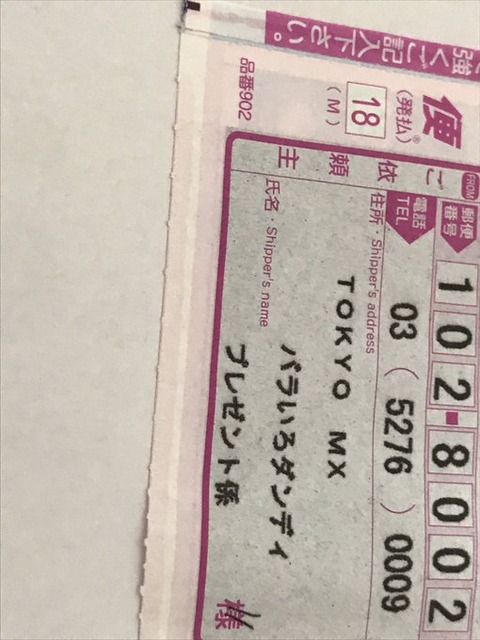 強くご記入下さい。
便
(発払)®
18
(M)
品番902
FROM
郵便番号
102-8002
電話
TEL
03 ( 5276 ) 0009
ご依頼主
住所・Shipper's address
TOKYO MX
氏名・Shipper's name
バラいろダンディ
プレゼント係
様